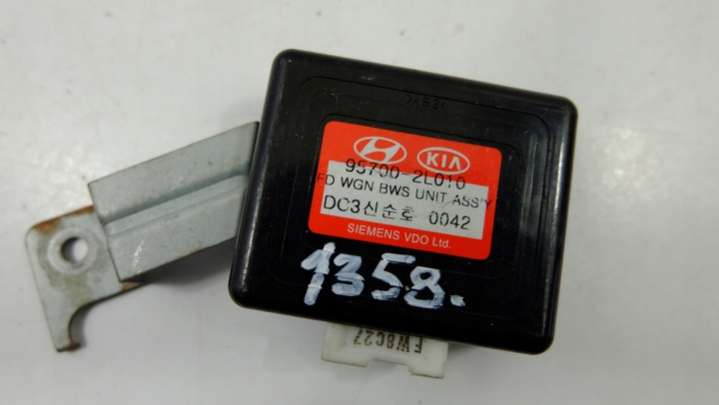 KIA
95700-2L010
FD WGN BWS UNIT ASS'Y
DC3신순호 0042
SIEMENS VDO Ltd.
1358.
FW8C27